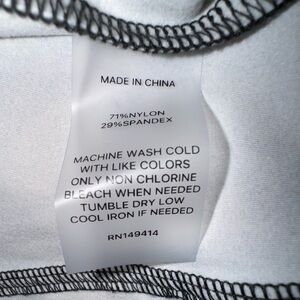 MADE IN CHINA
71%NYLON
29%SPANDEX
MACHINE WASH COLD
WITH LIKE COLORS
ONLY NON CHLORINE
BLEACH WHEN NEEDED
TUMBLE DRY LOW
COOL IRON IF NEEDED
RN149414